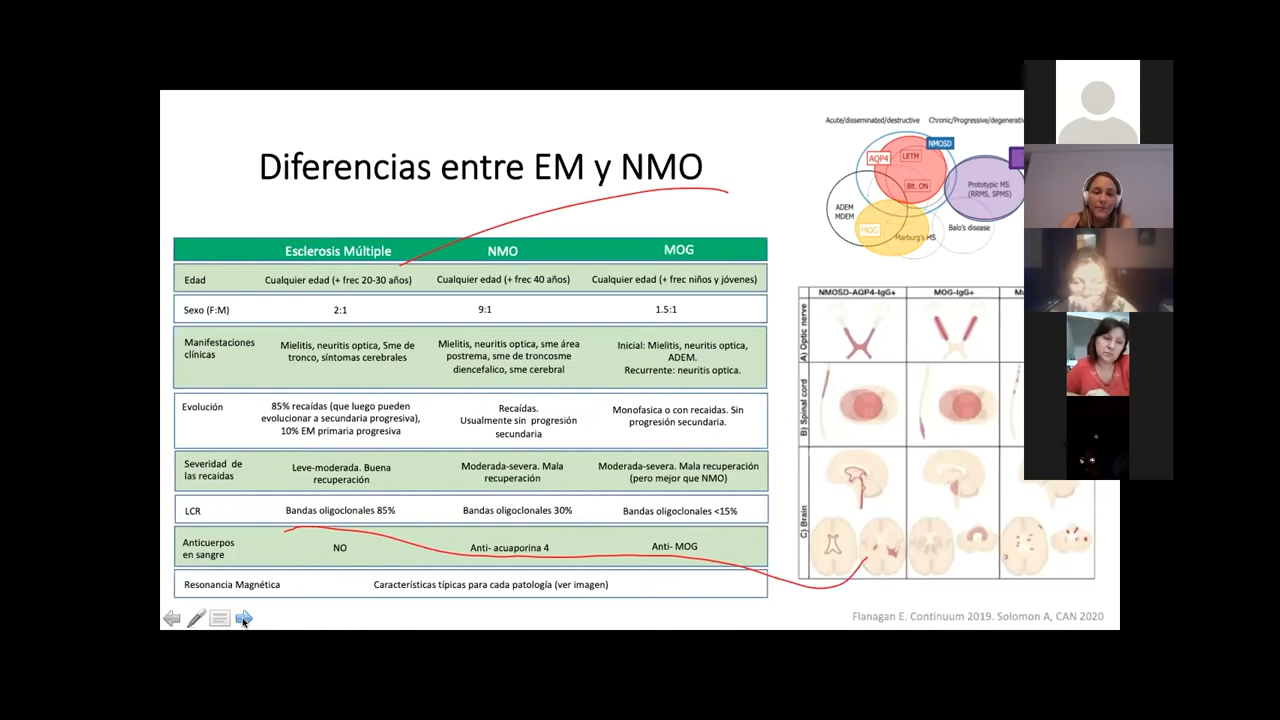 Diferencias entre EM y NMO
Esclerosis Múltiple NMO MOG
Edad Cualquier edad (+ frec 20-30 años) Cualquier edad (+ frec 40 años) Cualquier edad (+ frec niños y jóvenes)
Sexo (F:M) 2:1 9:1 1.5:1
Manifestaciones
clínicas
Mielitis, neuritis optica, Sme de
tronco, síntomas cerebrales
Mielitis, neuritis optica, sme área
postrema, sme de troncosme
diencefalico, sme cerebral
Inicial: Mielitis, neuritis optica,
ADEM.
Recurrente: neuritis optica.
Evolución
85% recaídas (que luego pueden
evolucionar a secundaria progresiva),
10% EM primaria progresiva
Recaídas.
Usualmente sin progresión
secundaria
Monofasica o con recaidas. Sin
progresión secundaria.
Severidad de
las recaidas
Leve-moderada. Buena
recuperación
Moderada-severa. Mala
recuperación
Moderada-severa. Mala recuperación
(pero mejor que NMO)
LCR Bandas oligoclonales 85% Bandas oligoclonales 30% Bandas oligoclonales <15%
Anticuerpos
en sangre
NO Anti- acuaporina 4 Anti- MOG
Resonancia Magnética Características típicas para cada patología (ver imagen)
Acute/disseminated/destructive Chronic/Progressive/degenerati
NMOSD
AQP4 LETM
Bit. ON
Prototypic MS
(RRMS, SPMS)
ADEM
MDEM
MOG
Marburg's MS
Balo's disease
NMOSD-AQP4-IgG+ MOG-IgG+ Mu
A) Optic nerve
B) Spinal cord
C) Brain
Flanagan E. Continuum 2019. Solomon A, CAN 2020